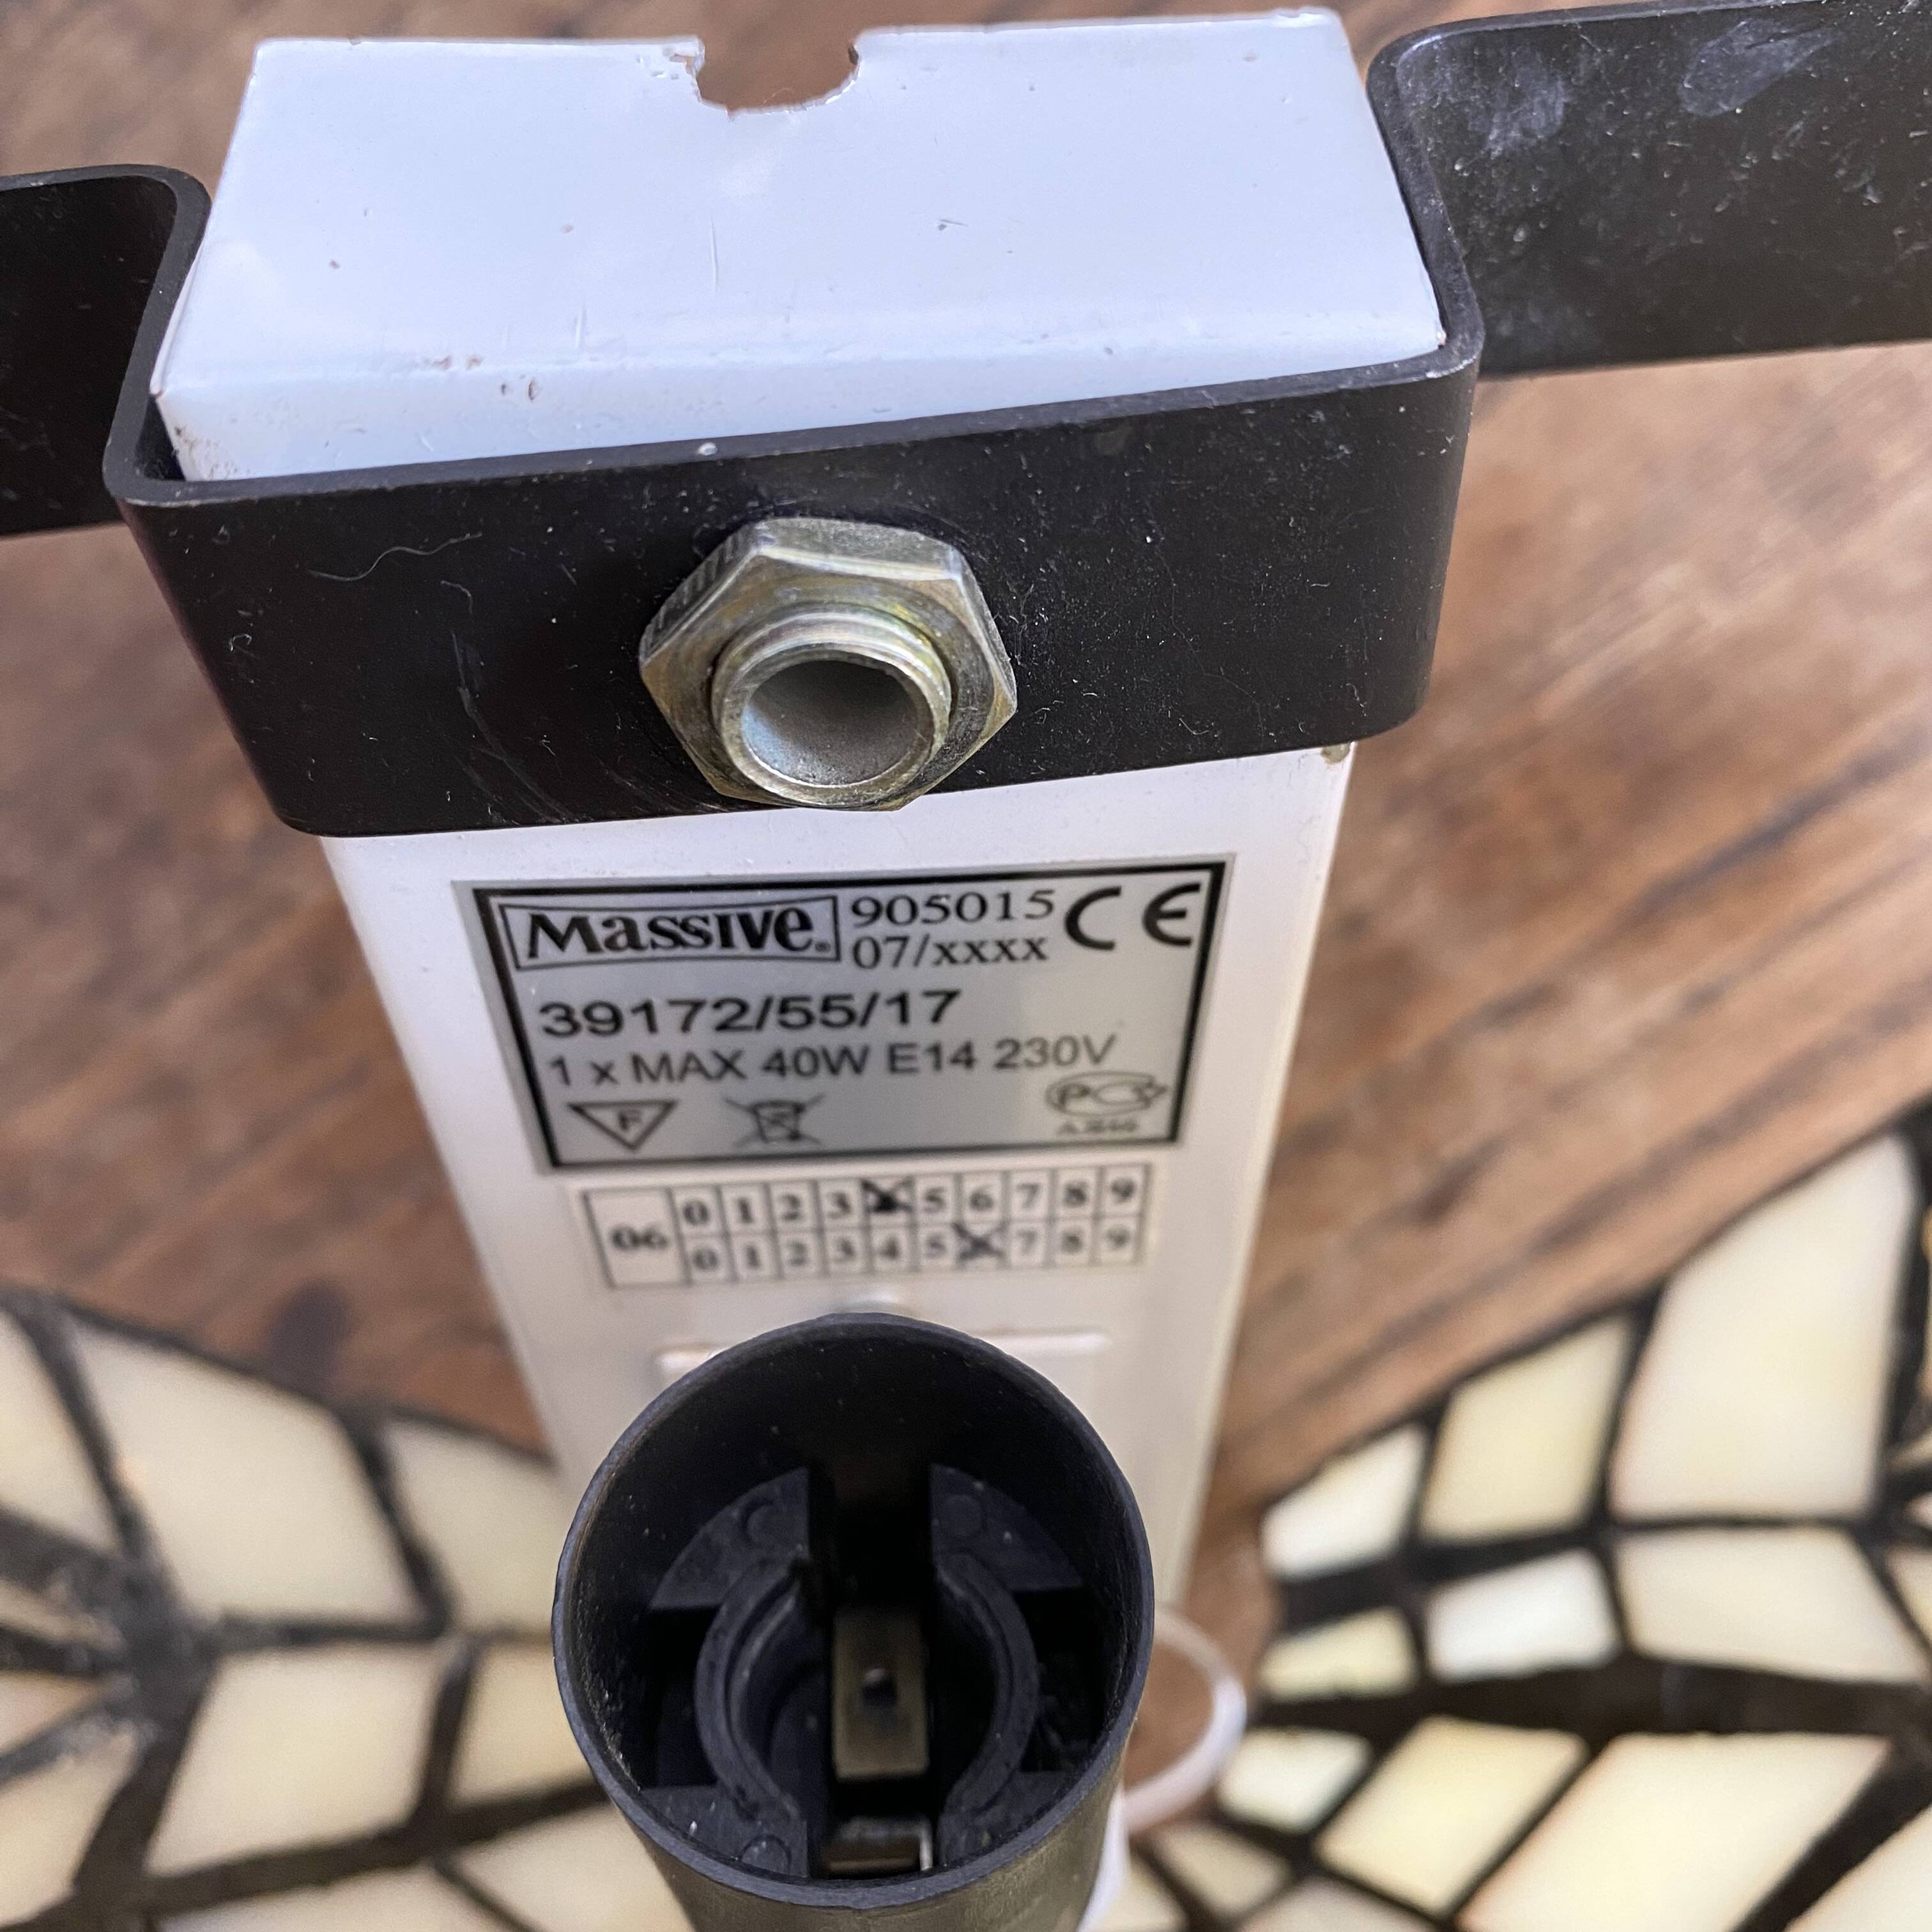 Massive® 905015 CE
07/xxxx
39172/55/17
1 x MAX 40W E14 230V
F
06 0 1 2 3 4 5 6 7 8 9
0 1 2 3 4 5 6 7 8 9